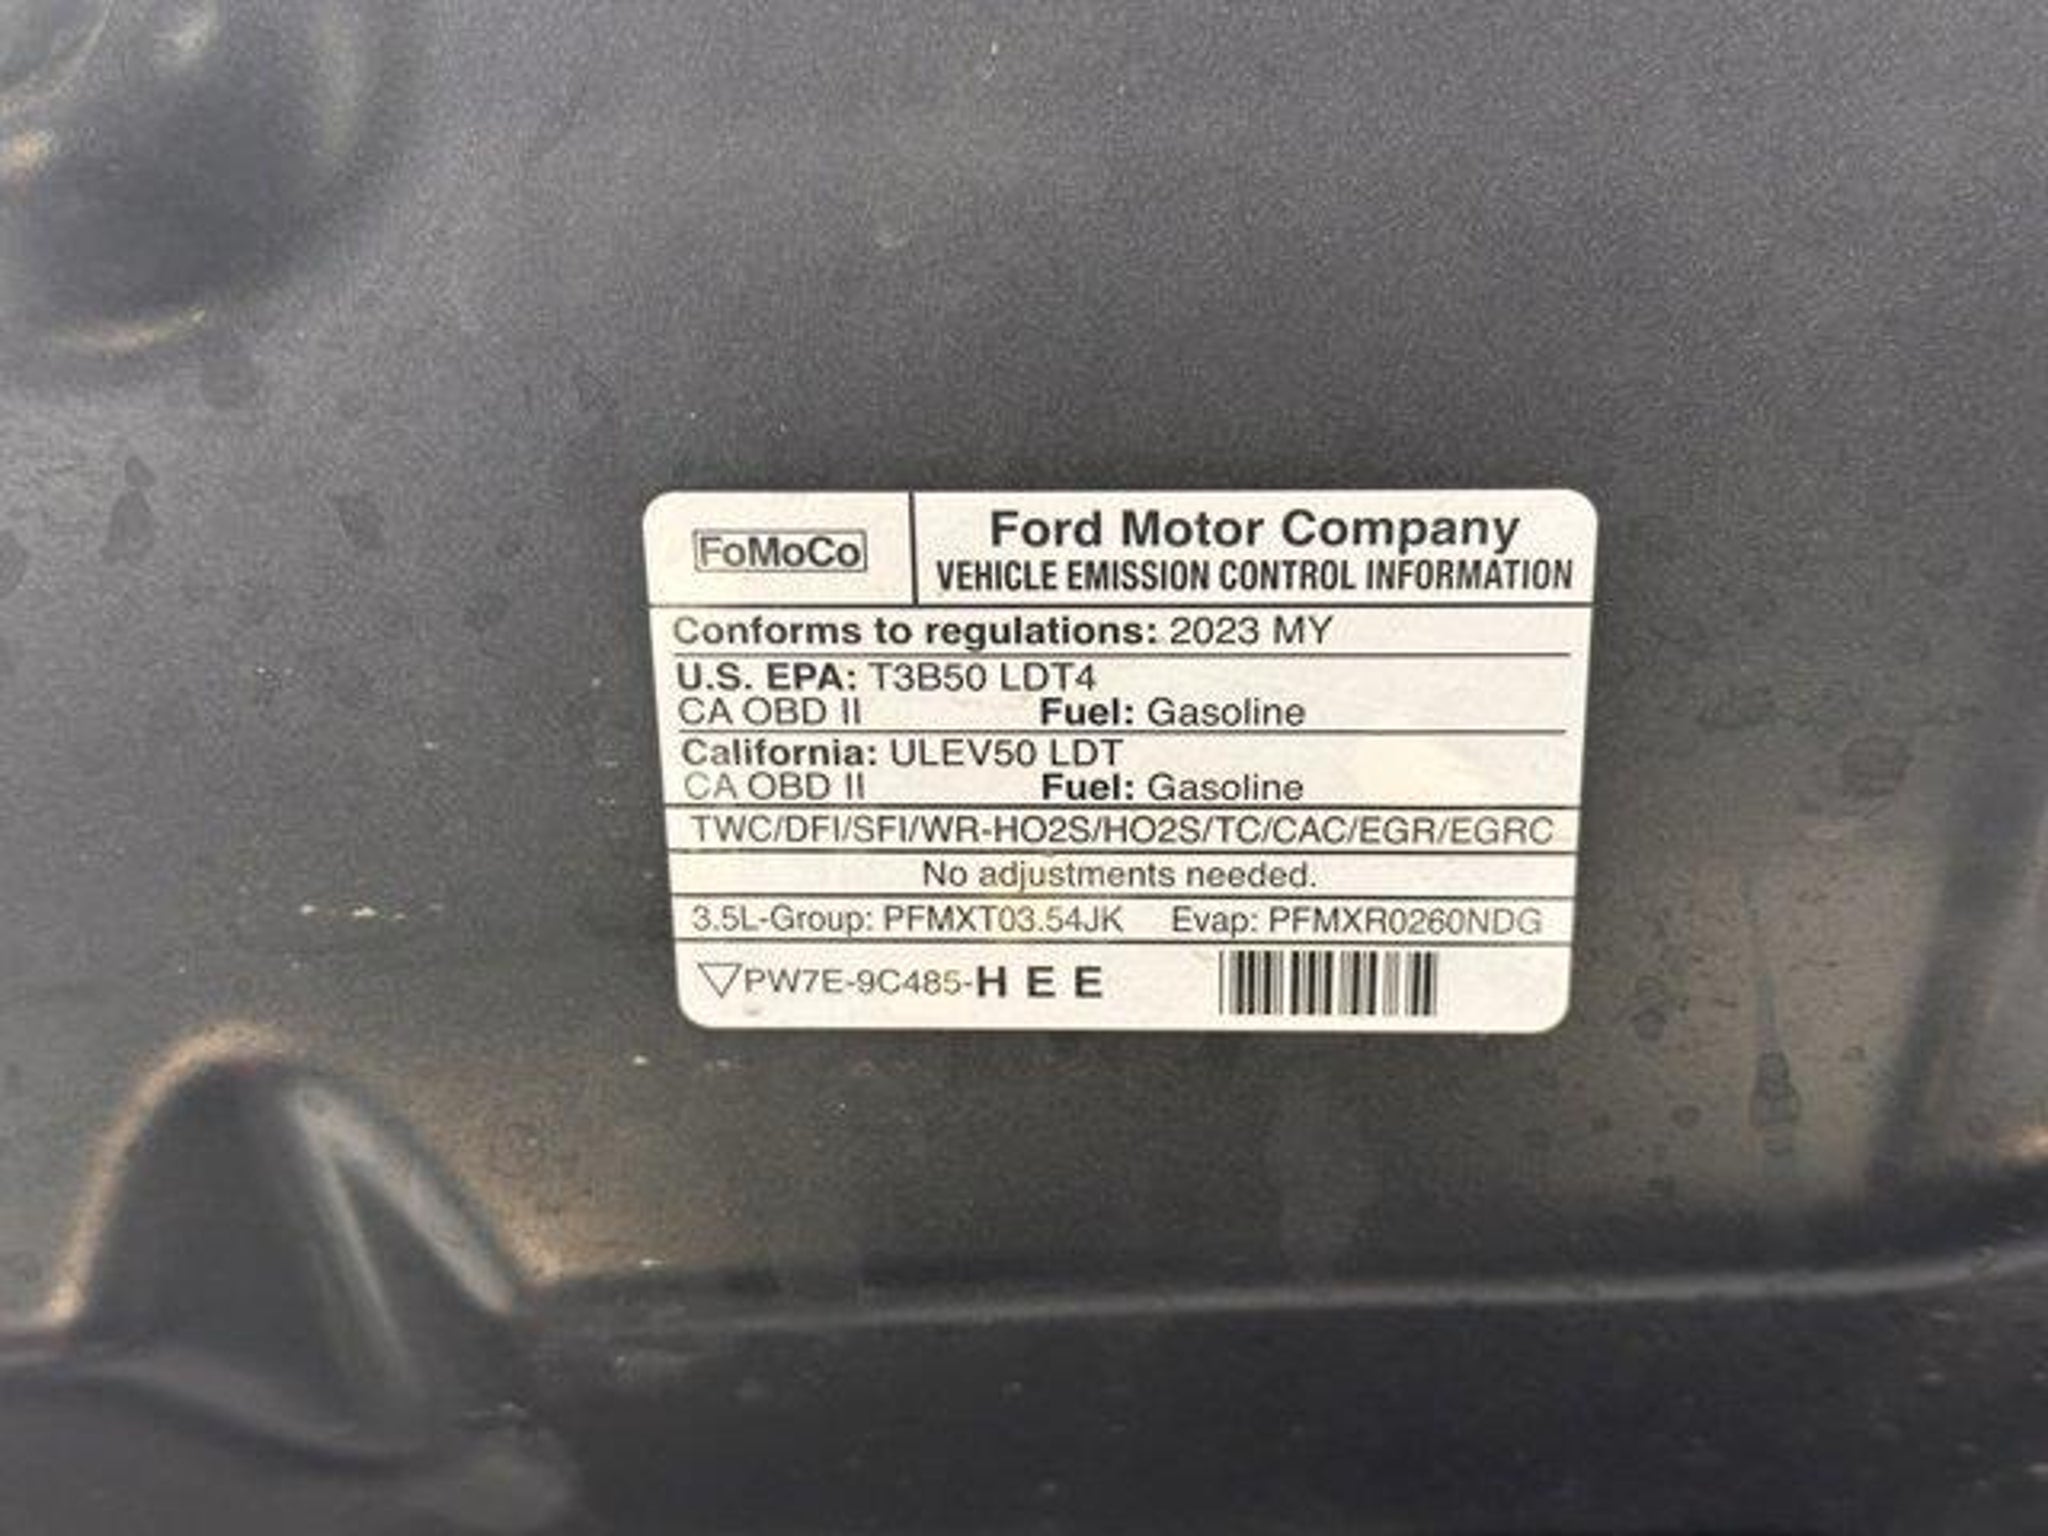 FoMoCo
Ford Motor Company
VEHICLE EMISSION CONTROL INFORMATION
Conforms to regulations: 2023 MY
U.S. EPA: T3B50 LDT4
CA OBD II Fuel: Gasoline
California: ULEV50 LDT
CA OBD II Fuel: Gasoline
TWC/DFI/SFI/WR-HO2S/HO2S/TC/CAC/EGR/EGRC
No adjustments needed.
3.5L-Group: PFMXT03.54JK Evap: PFMXR0260NDG
PW7E-9C485-H E E